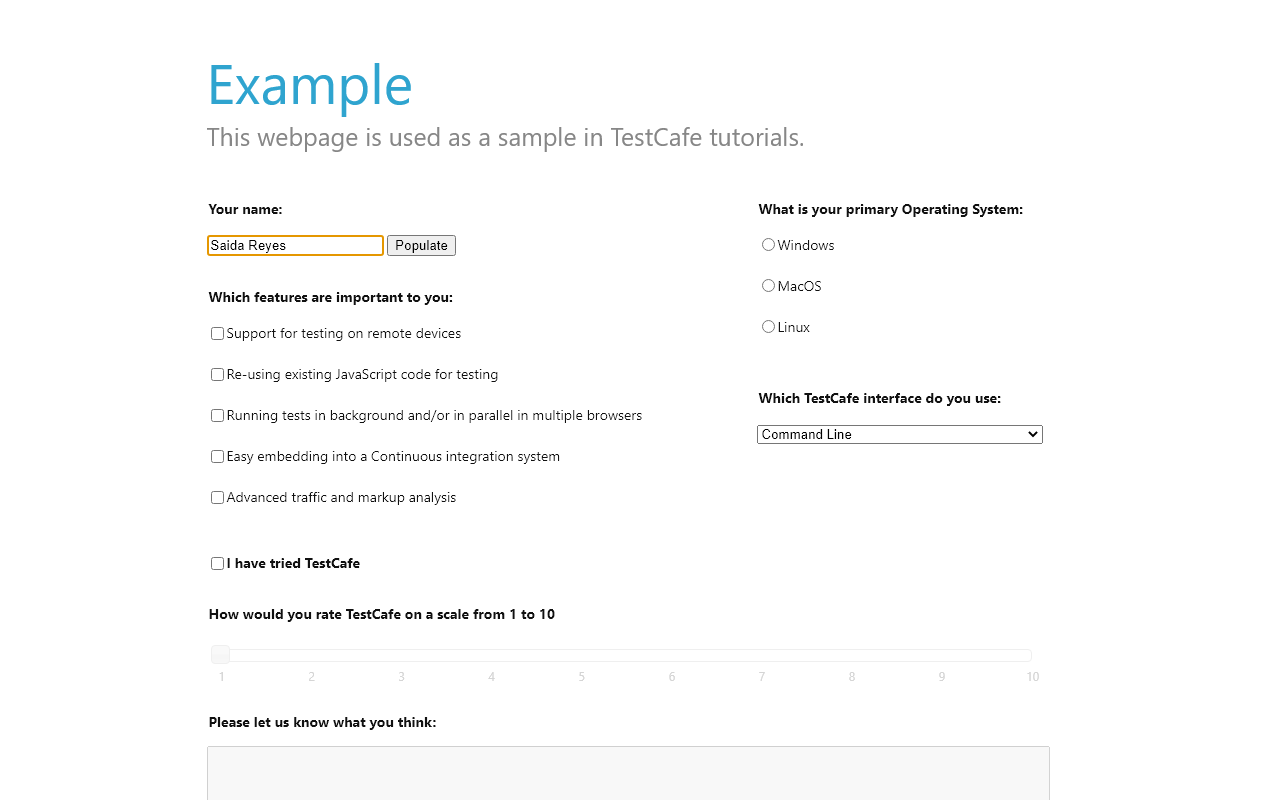 Example
This webpage is used as a sample in TestCafe tutorials.
Your name:
Saida Reyes Populate
Which features are important to you:
Support for testing on remote devices
Re-using existing JavaScript code for testing
Running tests in background and/or in parallel in multiple browsers
Easy embedding into a Continuous integration system
Advanced traffic and markup analysis
I have tried TestCafe
What is your primary Operating System:
Windows
MacOS
Linux
Which TestCafe interface do you use:
Command Line
How would you rate TestCafe on a scale from 1 to 10
1 2 3 4 5 6 7 8 9 10
Please let us know what you think: